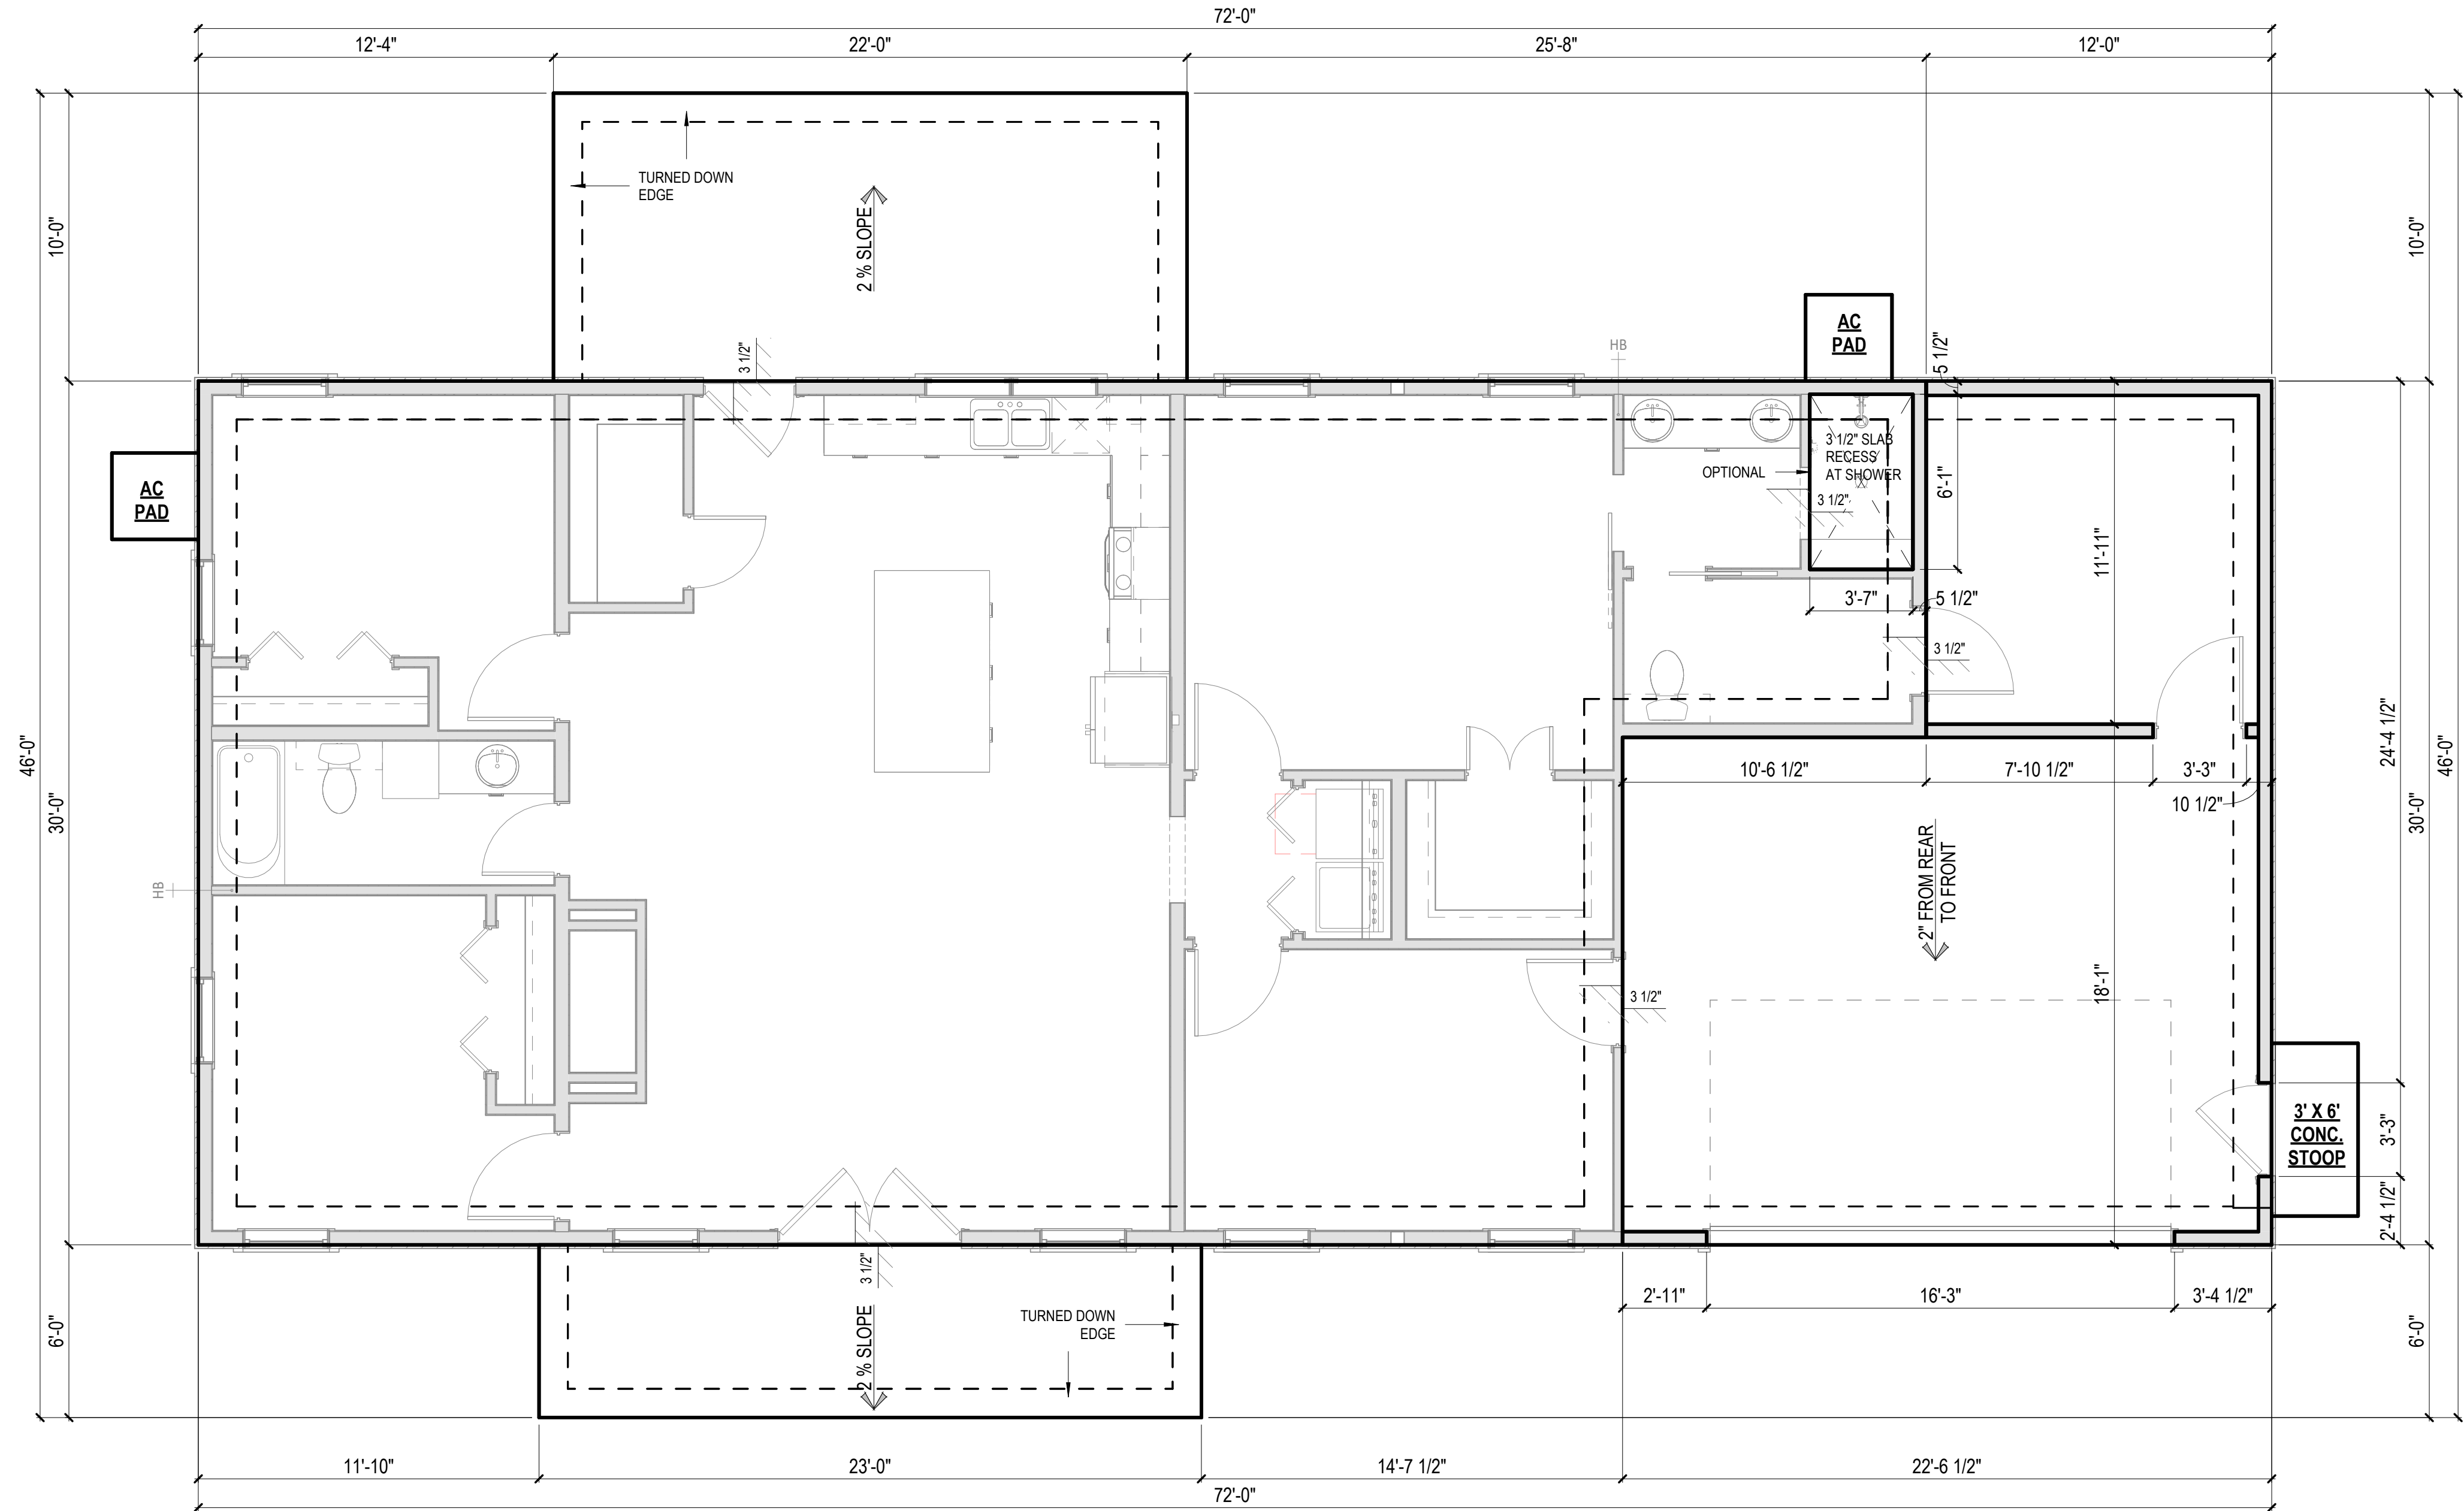 72'-0"
12'-4"
22'-0"
25'-8"
12'-0"
TURNED DOWN
EDGE
2 % SLOPE
10'-0"
10'-0"
AC
PAD
HB
3 1/2"
5 1/2"
3 1/2" SLAB
RECESS
AT SHOWER
OPTIONAL
3 1/2"
6'-1"
AC
PAD
11'-11"
3'-7"
5 1/2"
3 1/2"
46'-0"
30'-0"
10'-6 1/2"
7'-10 1/2"
3'-3"
10 1/2"
24'-4 1/2"
30'-0"
46'-0"
HB
2" FROM REAR
TO FRONT
18'-1"
3 1/2"
3' X 6'
CONC.
STOOP
3'-3"
2'-4 1/2"
3 1/2"
2'-11"
16'-3"
3'-4 1/2"
TURNED DOWN
EDGE
2 % SLOPE
6'-0"
6'-0"
11'-10"
23'-0"
14'-7 1/2"
22'-6 1/2"
72'-0"